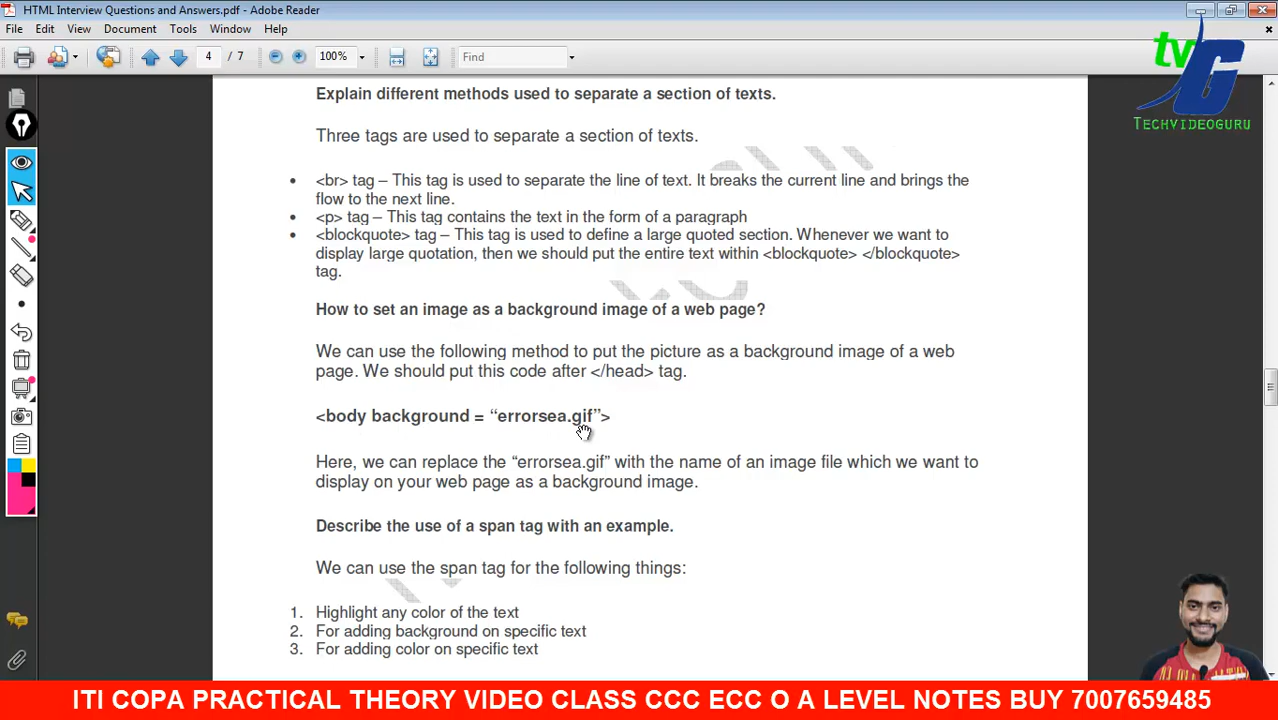 HTML Interview Questions and Answers.pdf - Adobe Reader
File Edit View Document Tools Window Help
4 / 7 100% Find
tv
TECHVIDEOGURU
Explain different methods used to separate a section of texts.
Three tags are used to separate a section of texts.
• <br> tag – This tag is used to separate the line of text. It breaks the current line and brings the
flow to the next line.
• <p> tag – This tag contains the text in the form of a paragraph
• <blockquote> tag – This tag is used to define a large quoted section. Whenever we want to
display large quotation, then we should put the entire text within <blockquote> </blockquote>
tag.
How to set an image as a background image of a web page?
We can use the following method to put the picture as a background image of a web
page. We should put this code after </head> tag.
<body background = “errorsea.gif”>
Here, we can replace the “errorsea.gif” with the name of an image file which we want to
display on your web page as a background image.
Describe the use of a span tag with an example.
We can use the span tag for the following things:
1. Highlight any color of the text
2. For adding background on specific text
3. For adding color on specific text
ITI COPA PRACTICAL THEORY VIDEO CLASS CCC ECC O A LEVEL NOTES BUY 7007659485